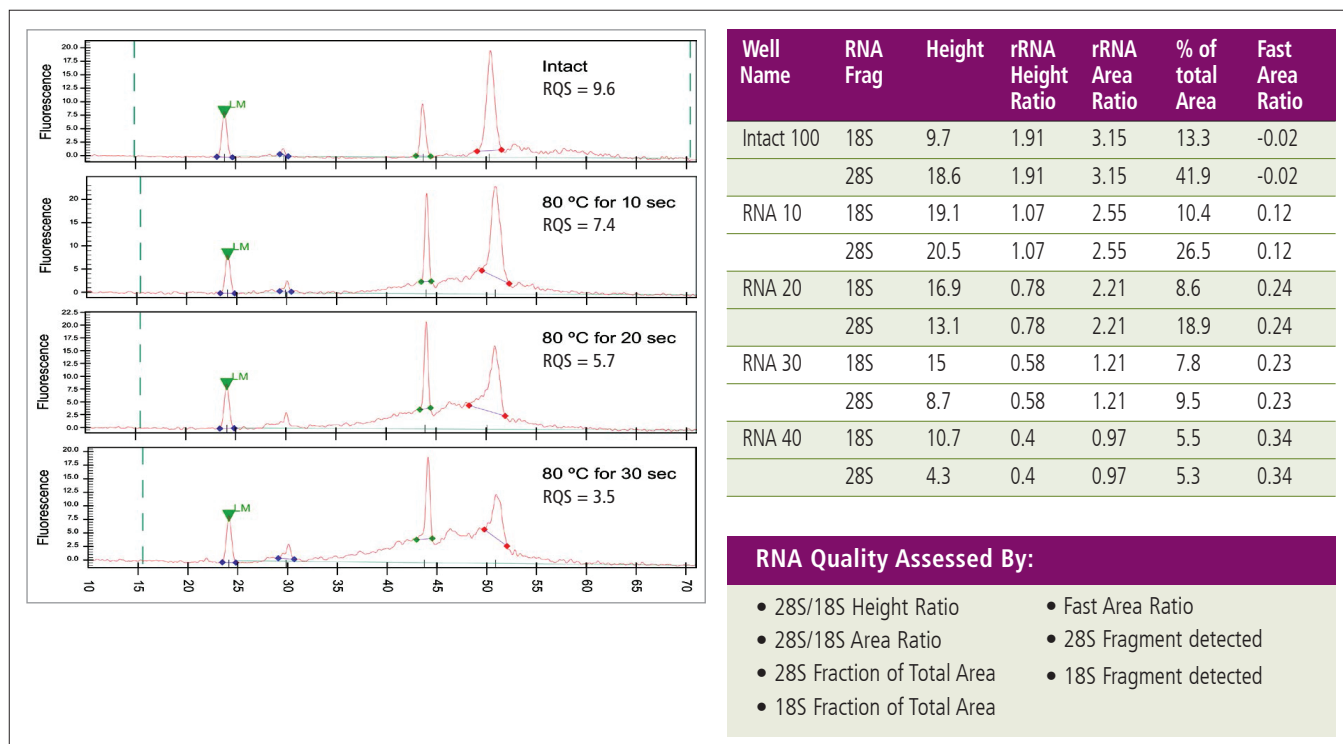 Fluorescence
20.0
17.5
15.0
12.5
10.0
7.5
5.0
2.5
0.0
LM
Intact
RQS = 9.6
Fluorescence
20
15
10
5
0
LM
80 ºC for 10 sec
RQS = 7.4
Fluorescence
22.5
20.0
17.5
15.0
12.5
10.0
7.5
5.0
2.5
0.0
LM
80 ºC for 20 sec
RQS = 5.7
Fluorescence
20.0
17.5
15.0
12.5
10.0
7.5
5.0
2.5
0.0
LM
80 ºC for 30 sec
RQS = 3.5
10 15 20 25 30 35 40 45 50 55 60 65 70
Well Name RNA Frag Height rRNA Height Ratio rRNA Area Ratio % of total Area Fast Area Ratio
Intact 100 18S 9.7 1.91 3.15 13.3 -0.02
28S 18.6 1.91 3.15 41.9 -0.02
RNA 10 18S 19.1 1.07 2.55 10.4 0.12
28S 20.5 1.07 2.55 26.5 0.12
RNA 20 18S 16.9 0.78 2.21 8.6 0.24
28S 13.1 0.78 2.21 18.9 0.24
RNA 30 18S 15 0.58 1.21 7.8 0.23
28S 8.7 0.58 1.21 9.5 0.23
RNA 40 18S 10.7 0.4 0.97 5.5 0.34
28S 4.3 0.4 0.97 5.3 0.34
RNA Quality Assessed By:
• 28S/18S Height Ratio
• 28S/18S Area Ratio
• 28S Fraction of Total Area
• 18S Fraction of Total Area
• Fast Area Ratio
• 28S Fragment detected
• 18S Fragment detected